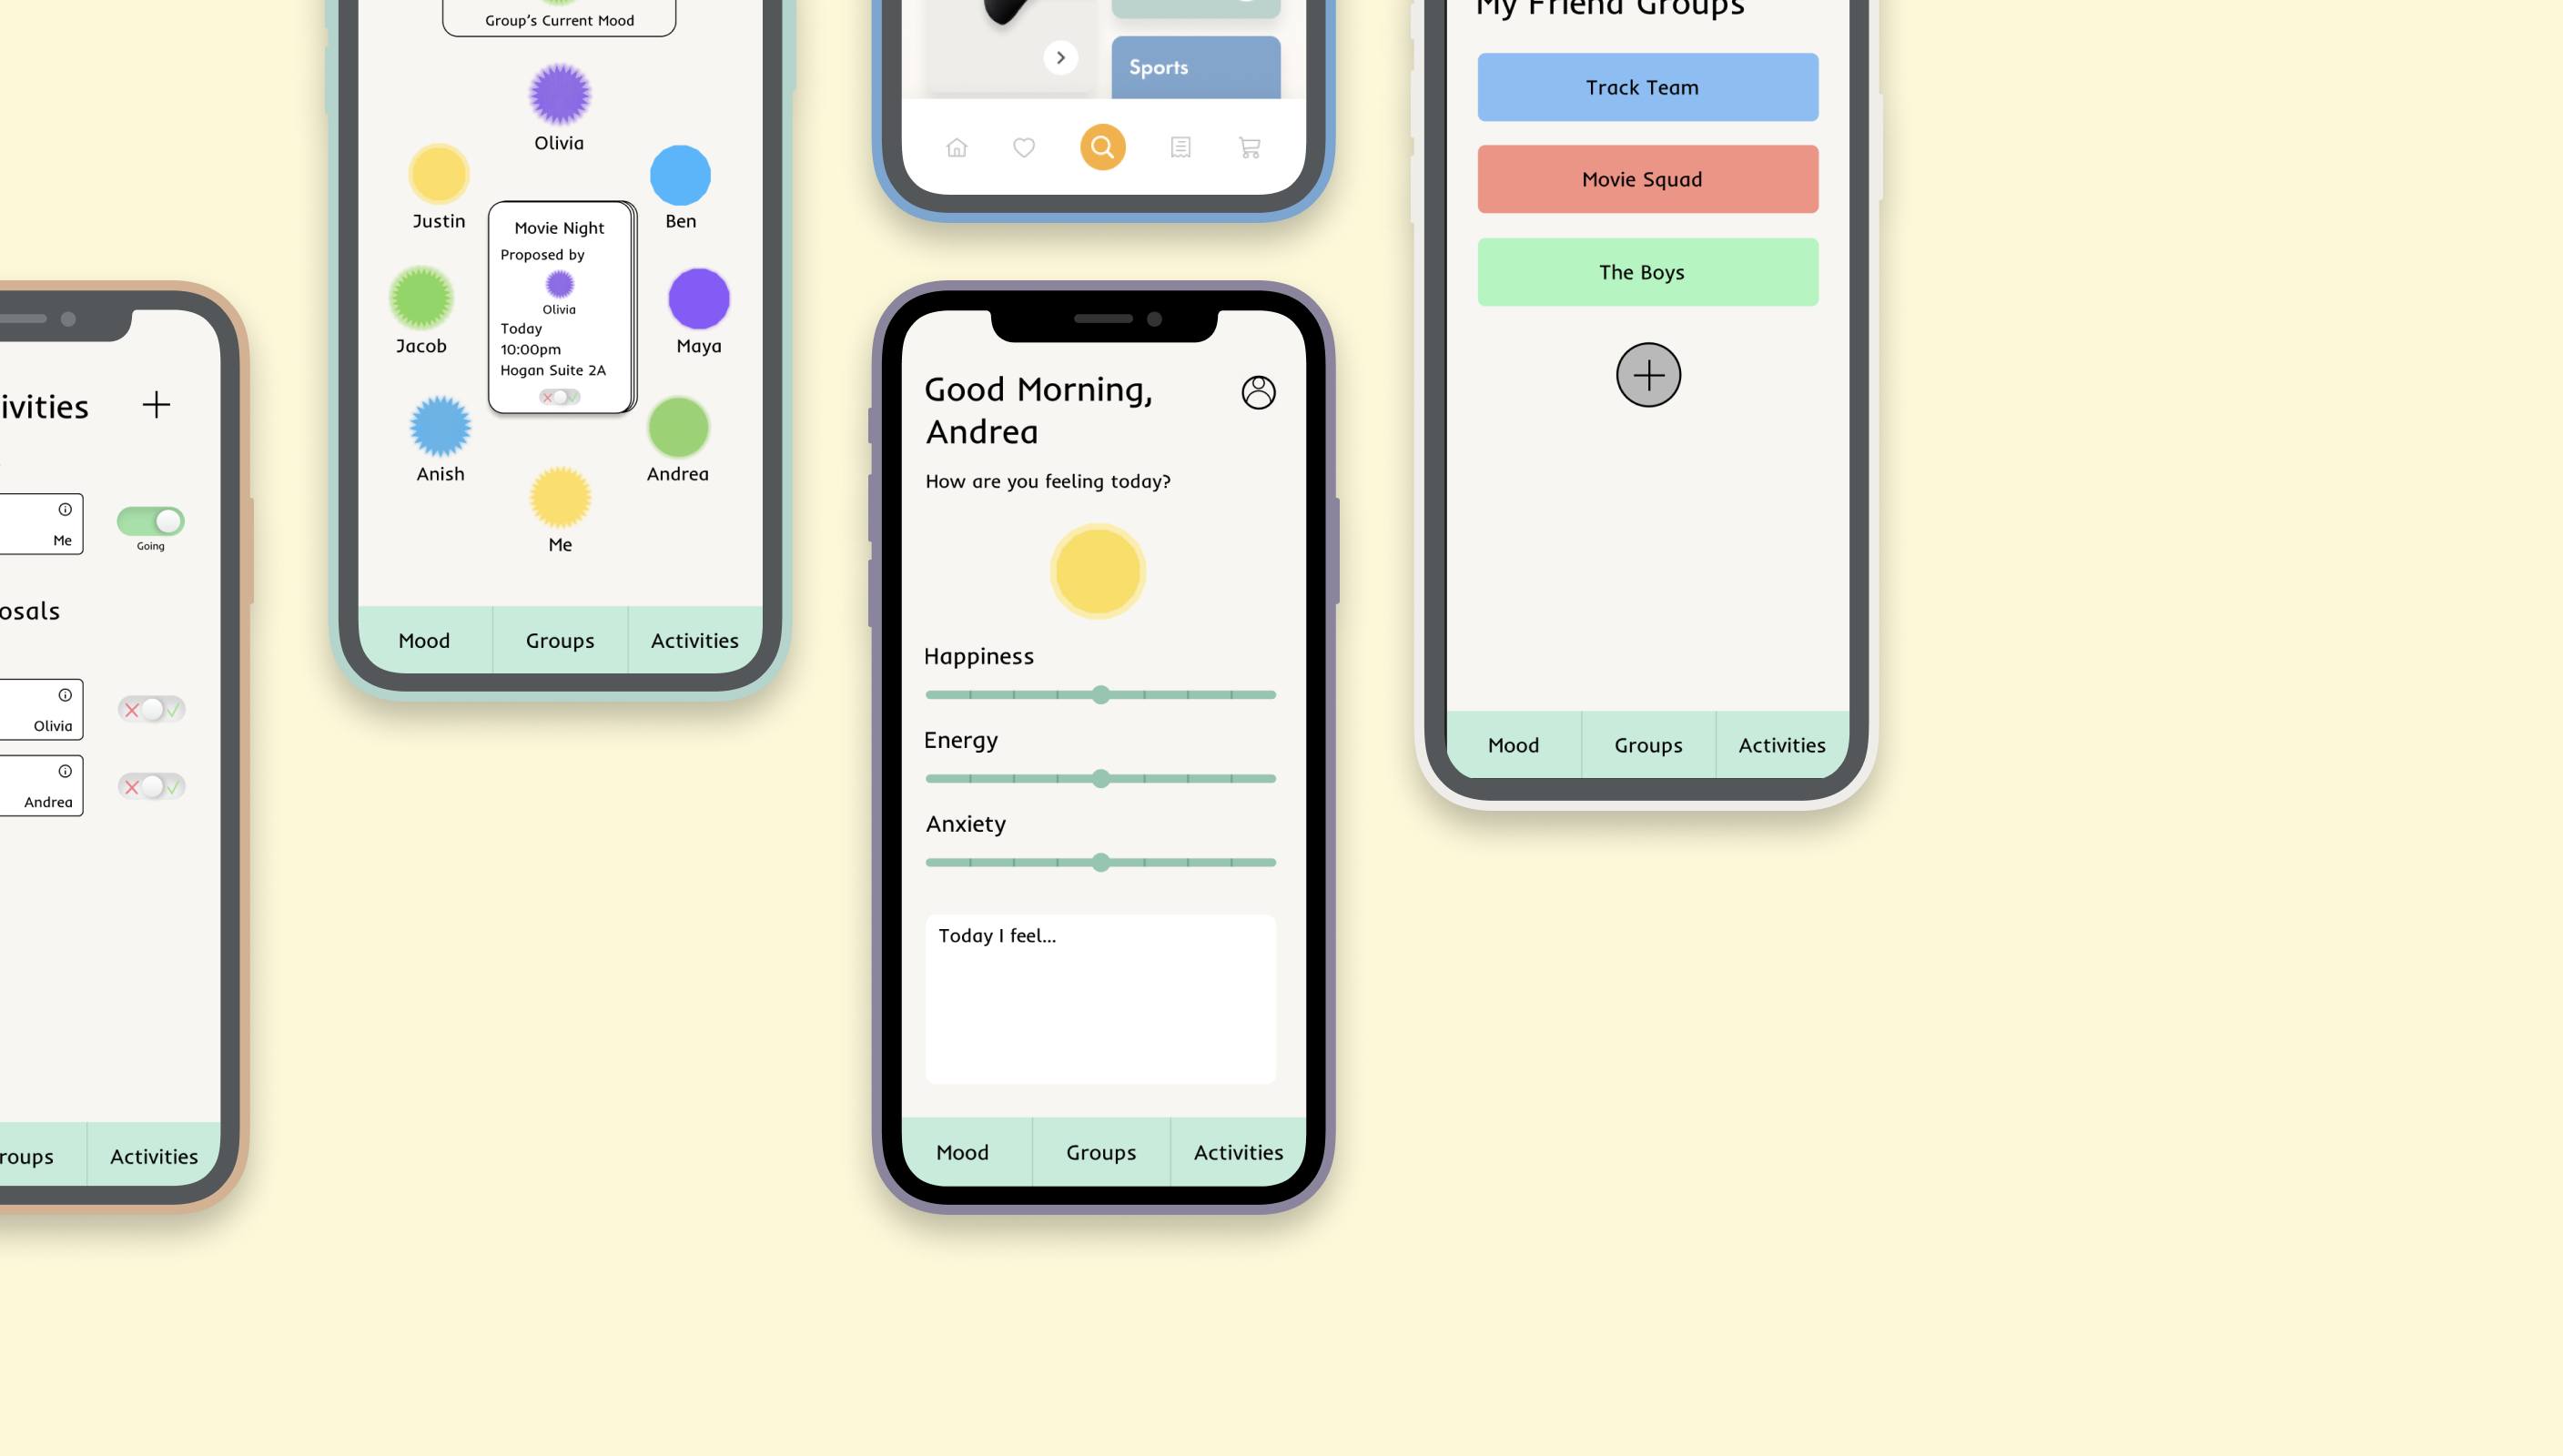 ivities
Me
Going
osals
Olivia
Andrea
roups
Activities
Group's Current Mood
Olivia
Justin
Ben
Movie Night
Proposed by
Olivia
Today
10:00pm
Hogan Suite 2A
Jacob
Maya
Anish
Andrea
Me
Mood
Groups
Activities
Sports
Good Morning,
Andrea
How are you feeling today?
Happiness
Energy
Anxiety
Today I feel...
Mood
Groups
Activities
My Friend Groups
Track Team
Movie Squad
The Boys
Mood
Groups
Activities